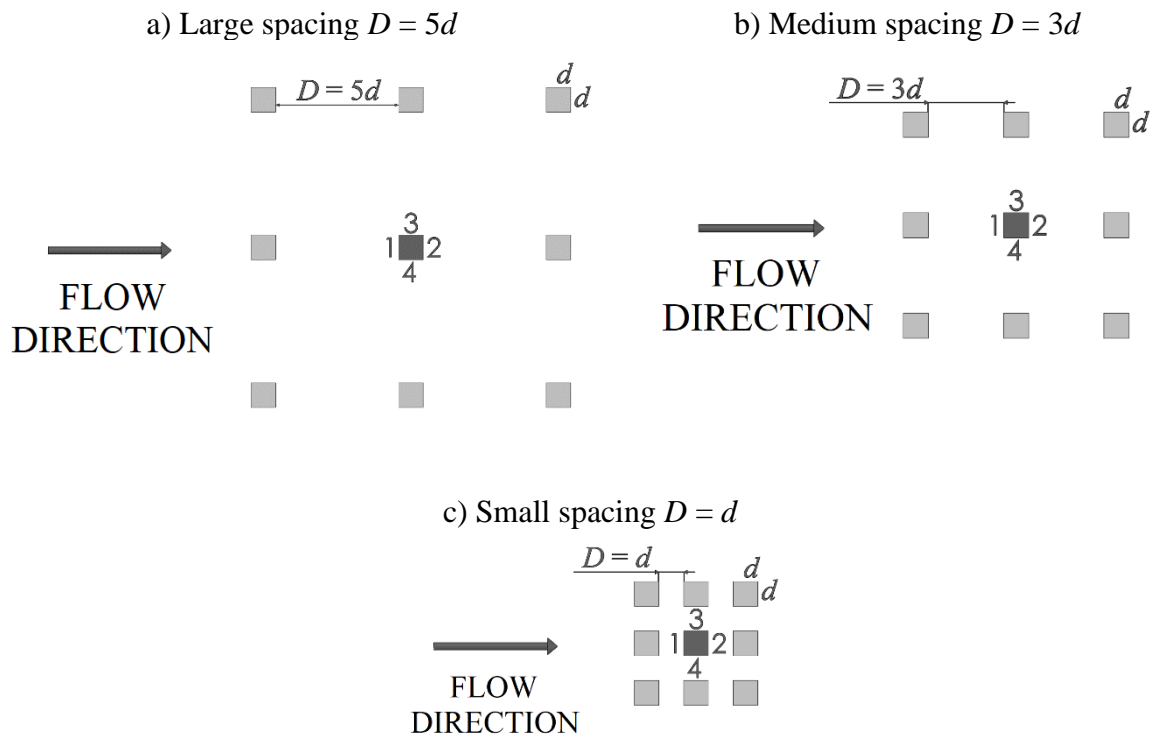 a) Large spacing D = 5d
d
D = 5d
d
3
1 2
4
FLOW
DIRECTION
b) Medium spacing D = 3d
D = 3d
d
d
3
1 2
4
FLOW
DIRECTION
c) Small spacing D = d
D = d
d
d
3
1 2
4
FLOW
DIRECTION